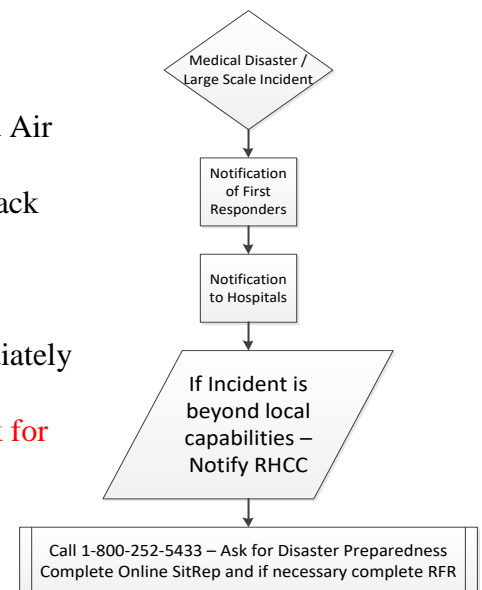 Air
ack
iately
for
Medical Disaster /
Large Scale Incident
Notification
of First
Responders
Notification
to Hospitals
If Incident is
beyond local
capabilities –
Notify RHCC
Call 1-800-252-5433 – Ask for Disaster Preparedness
Complete Online SitRep and if necessary complete RFR